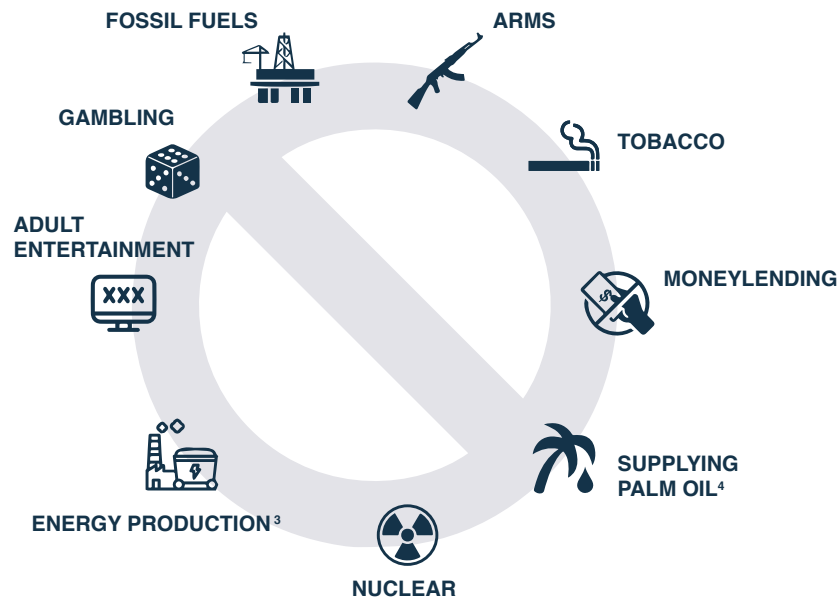 FOSSIL FUELS
ARMS
GAMBLING
TOBACCO
ADULT
ENTERTAINMENT
XXX
MONEYLENDING
$
SUPPLYING
PALM OIL⁴
ENERGY PRODUCTION³
NUCLEAR